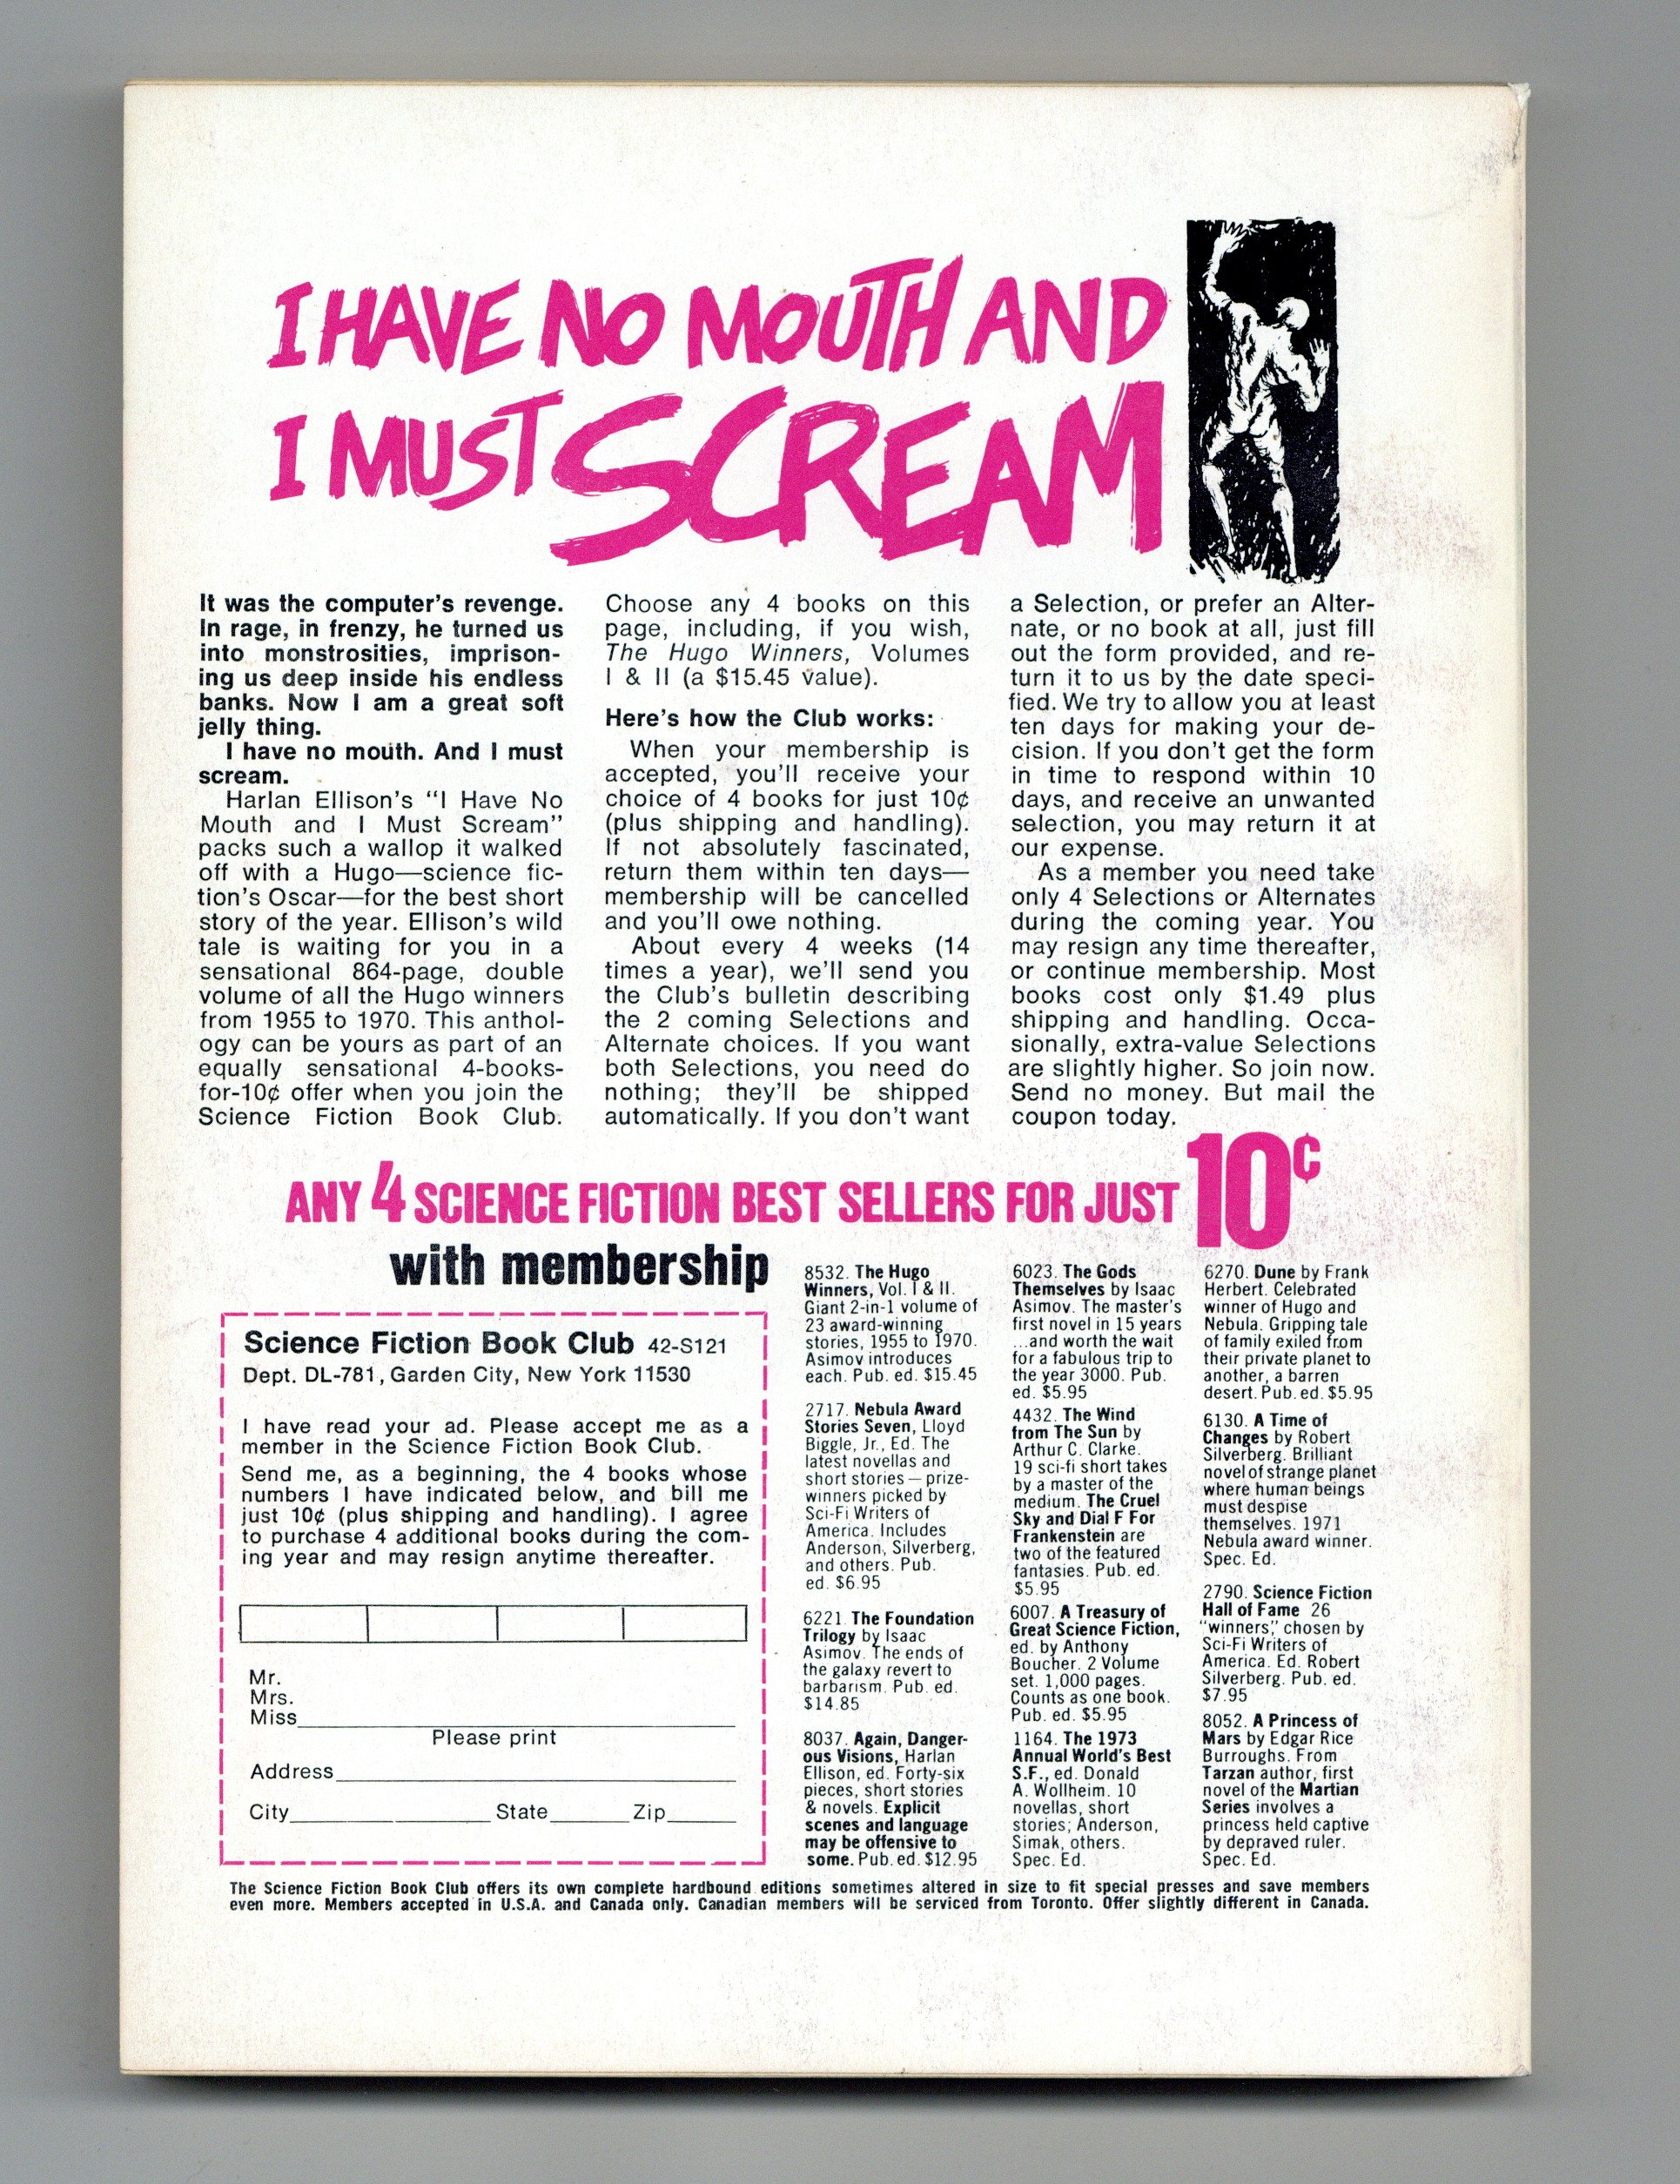 I HAVE NO MOUTH AND
I MUST SCREAM
It was the computer's revenge.
In rage, in frenzy, he turned us
into monstrosities, imprison-
ing us deep inside his endless
banks. Now I am a great soft
jelly thing.
I have no mouth. And I must
scream.
Harlan Ellison's "I Have No
Mouth and I Must Scream"
packs such a wallop it walked
off with a Hugo—science fic-
tion's Oscar—for the best short
story of the year. Ellison's wild
tale is waiting for you in a
sensational 864-page, double
volume of all the Hugo winners
from 1955 to 1970. This anthol-
ogy can be yours as part of an
equally sensational 4-books-
for-10¢ offer when you join the
Science Fiction Book Club.
Choose any 4 books on this
page, including, if you wish,
The Hugo Winners, Volumes
I & II (a $15.45 value).
Here's how the Club works:
When your membership is
accepted, you'll receive your
choice of 4 books for just 10¢
(plus shipping and handling).
If not absolutely fascinated,
return them within ten days—
membership will be cancelled
and you'll owe nothing.
About every 4 weeks (14
times a year), we'll send you
the Club's bulletin describing
the 2 coming Selections and
Alternate choices. If you want
both Selections, you need do
nothing; they'll be shipped
automatically. If you don't want
a Selection, or prefer an Alter-
nate, or no book at all, just fill
out the form provided, and re-
turn it to us by the date speci-
fied. We try to allow you at least
ten days for making your de-
cision. If you don't get the form
in time to respond within 10
days, and receive an unwanted
selection, you may return it at
our expense.
As a member you need take
only 4 Selections or Alternates
during the coming year. You
may resign any time thereafter,
or continue membership. Most
books cost only $1.49 plus
shipping and handling. Occa-
sionally, extra-value Selections
are slightly higher. So join now.
Send no money. But mail the
coupon today.
ANY 4 SCIENCE FICTION BEST SELLERS FOR JUST 10¢
with membership
Science Fiction Book Club 42-S121
Dept. DL-781, Garden City, New York 11530
I have read your ad. Please accept me as a
member in the Science Fiction Book Club.
Send me, as a beginning, the 4 books whose
numbers I have indicated below, and bill me
just 10¢ (plus shipping and handling). I agree
to purchase 4 additional books during the com-
ing year and may resign anytime thereafter.
Mr.
Mrs.
Miss
Please print
Address
City State Zip
8532. The Hugo
Winners, Vol. I & II.
Giant 2-in-1 volume of
23 award-winning
stories, 1955 to 1970.
Asimov introduces
each. Pub. ed. $15.45
2717. Nebula Award
Stories Seven, Lloyd
Biggle, Jr., Ed. The
latest novellas and
short stories — prize-
winners picked by
Sci-Fi Writers of
America. Includes
Anderson, Silverberg,
and others. Pub.
ed. $6.95
6221 The Foundation
Trilogy by Isaac
Asimov. The ends of
the galaxy revert to
barbarism. Pub. ed.
$14.85
8037. Again, Danger-
ous Visions, Harlan
Ellison, ed. Forty-six
pieces, short stories
& novels. Explicit
scenes and language
may be offensive to
some. Pub. ed. $12.95
6023. The Gods
Themselves by Isaac
Asimov. The master's
first novel in 15 years
...and worth the wait
for a fabulous trip to
the year 3000. Pub.
ed. $5.95
4432. The Wind
from The Sun by
Arthur C. Clarke.
19 sci-fi short takes
by a master of the
medium. The Cruel
Sky and Dial F For
Frankenstein are
two of the featured
fantasies. Pub. ed.
$5.95
6007. A Treasury of
Great Science Fiction,
ed. by Anthony
Boucher. 2 Volume
set. 1,000 pages.
Counts as one book.
Pub. ed. $5.95
1164. The 1973
Annual World's Best
S.F., ed. Donald
A. Wollheim. 10
novellas, short
stories; Anderson,
Simak, others.
Spec. Ed.
6270. Dune by Frank
Herbert. Celebrated
winner of Hugo and
Nebula. Gripping tale
of family exiled from
their private planet to
another, a barren
desert. Pub. ed. $5.95
6130. A Time of
Changes by Robert
Silverberg. Brilliant
novel of strange planet
where human beings
must despise
themselves. 1971
Nebula award winner.
Spec. Ed.
2790. Science Fiction
Hall of Fame 26
"winners," chosen by
Sci-Fi Writers of
America. Ed. Robert
Silverberg. Pub. ed.
$7.95
8052. A Princess of
Mars by Edgar Rice
Burroughs. From
Tarzan author, first
novel of the Martian
Series involves a
princess held captive
by depraved ruler.
Spec. Ed.
The Science Fiction Book Club offers its own complete hardbound editions sometimes altered in size to fit special presses and save members
even more. Members accepted in U.S.A. and Canada only. Canadian members will be serviced from Toronto. Offer slightly different in Canada.